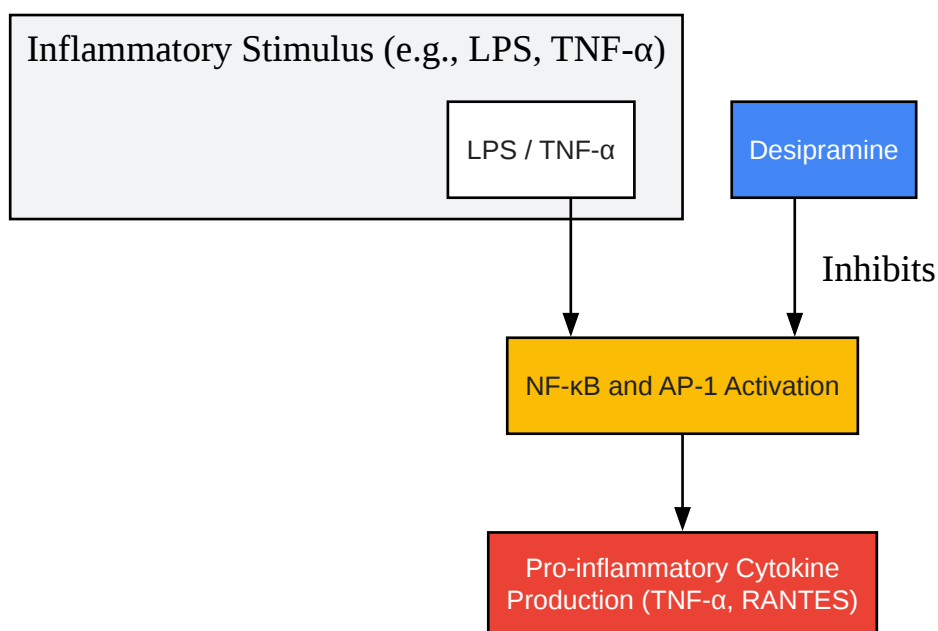 Inflammatory Stimulus (e.g., LPS, TNF-α)
LPS / TNF-α
Desipramine
Inhibits
NF-κB and AP-1 Activation
Pro-inflammatory Cytokine
Production (TNF-α, RANTES)